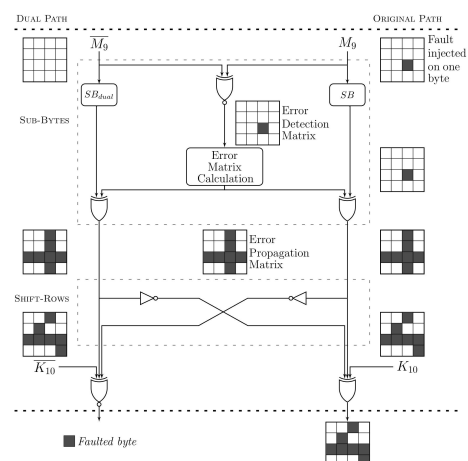 DUAL PATH
ORIGINAL PATH
M̅₉
M₉
Fault
injected
on one
byte
SB_dual
SB
SUB-BYTES
Error
Detection
Matrix
Error
Matrix
Calculation
Error
Propagation
Matrix
SHIFT-ROWS
K̅₁₀
K₁₀
Faulted byte